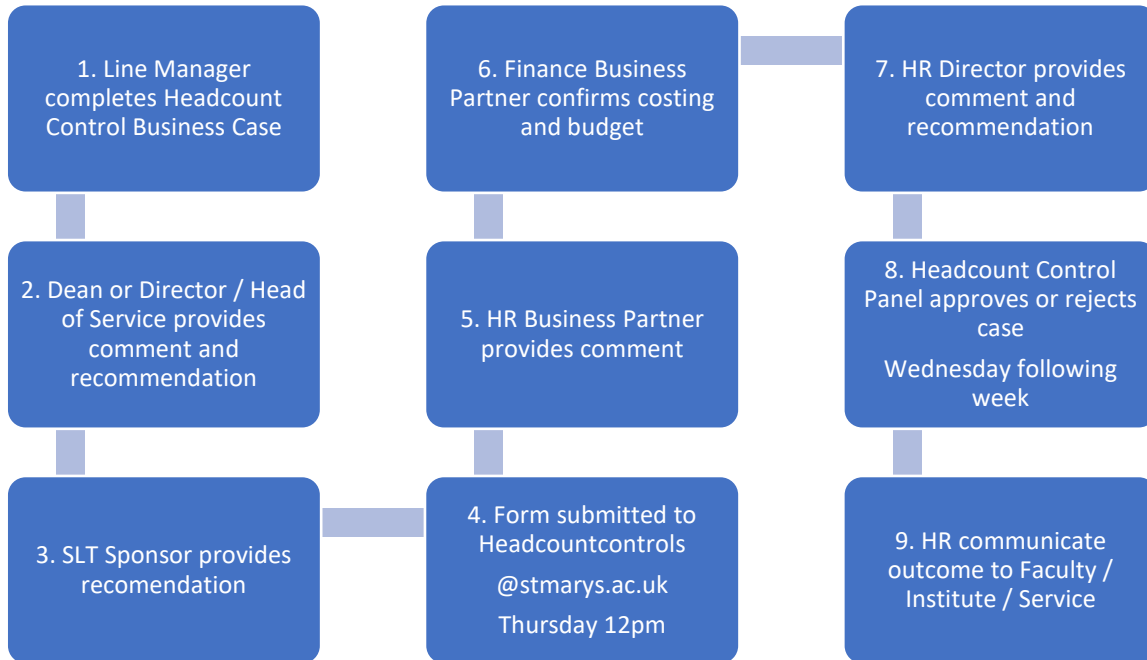 1. Line Manager
completes Headcount
Control Business Case
2. Dean or Director / Head
of Service provides
comment and
recommendation
3. SLT Sponsor provides
recomendation
4. Form submitted to
Headcountcontrols
@stmarys.ac.uk
Thursday 12pm
5. HR Business Partner
provides comment
6. Finance Business
Partner confirms costing
and budget
7. HR Director provides
comment and
recommendation
8. Headcount Control
Panel approves or rejects
case
Wednesday following
week
9. HR communicate
outcome to Faculty /
Institute / Service